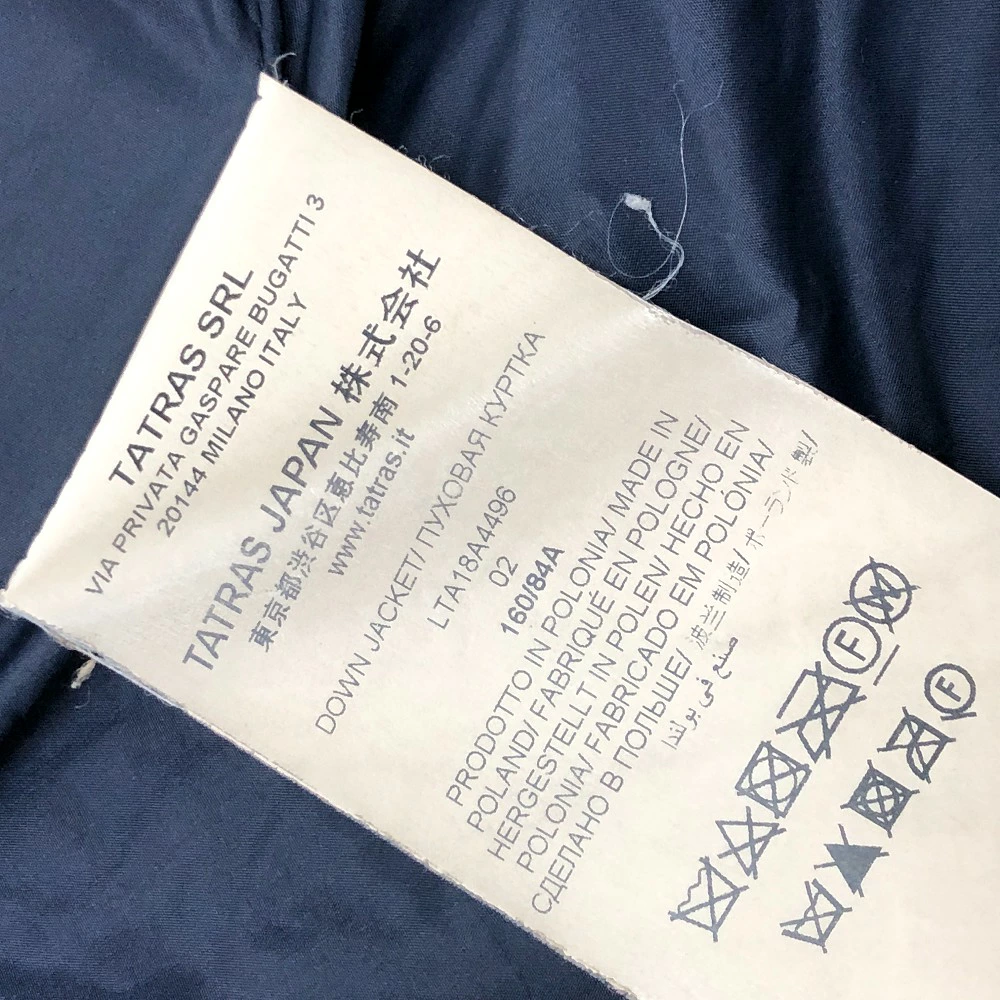 TATRAS SRL
VIA PRIVATA GASPARE BUGATTI 3
20144 MILANO ITALY
TATRAS JAPAN 株式会社
東京都渋谷区恵比寿南 1-20-6
www.tatras.it
DOWN JACKET/ ПУХОВАЯ КУРТКА
LTA18A4496
02
160/84A
PRODOTTO IN POLONIA/ MADE IN
POLAND/ FABRIQUÉ EN POLOGNE/
HERGESTELLT IN POLEN/ HECHO EN
POLONIA/ FABRICADO EM POLÓNIA/
СДЕЛАНО В ПОЛЬШЕ/ 波兰制造/ ポーランド製/
صنع في بولندا
W
F
F